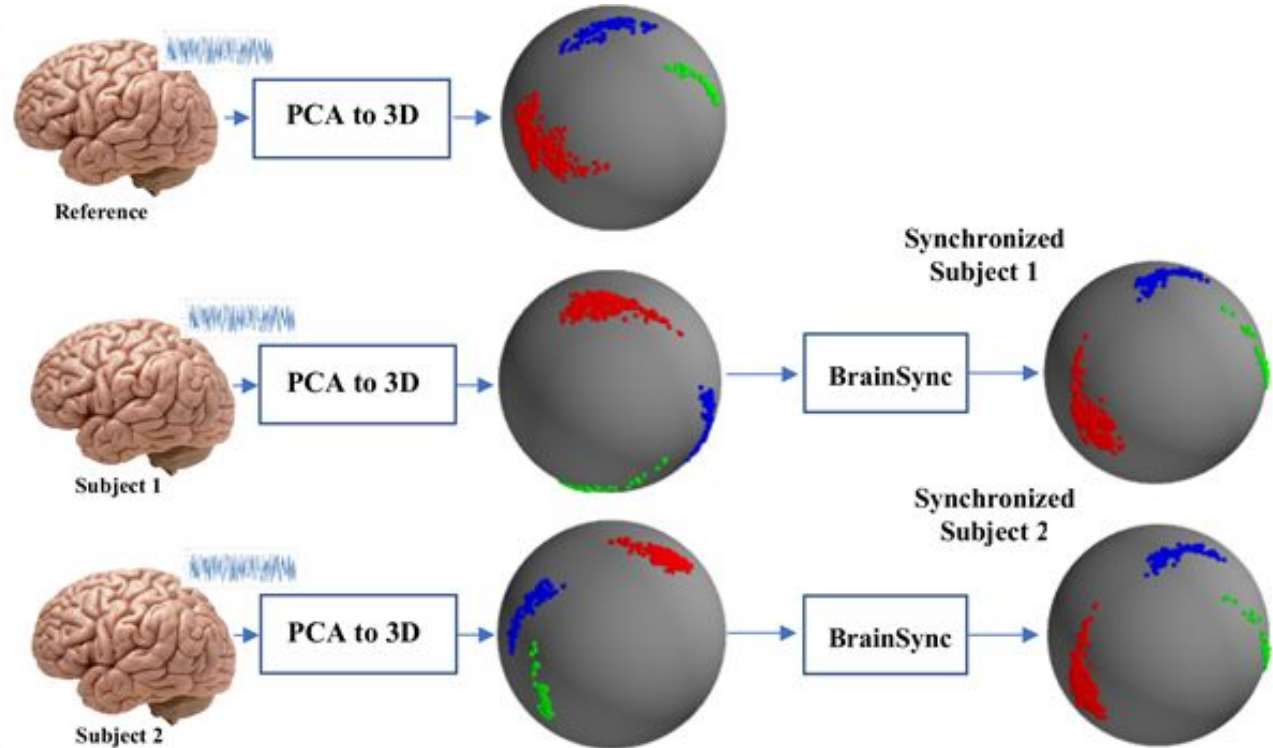 PCA to 3D
Reference
Synchronized
Subject 1
PCA to 3D
BrainSync
Subject 1
Synchronized
Subject 2
PCA to 3D
BrainSync
Subject 2